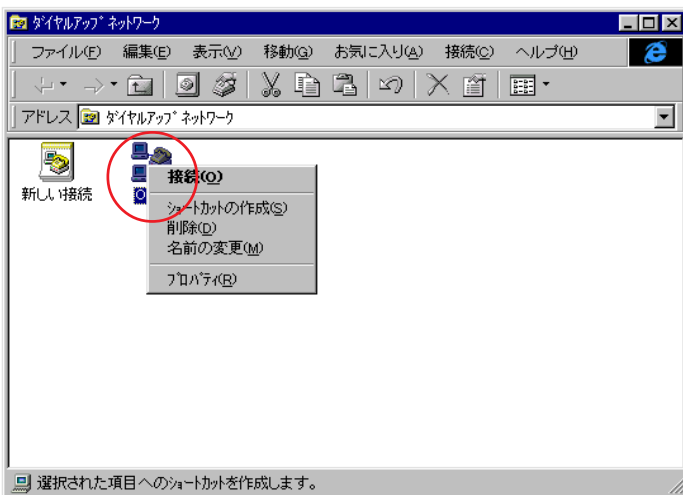 ﾀﾞｲﾔﾙｱｯﾌﾟ ﾈｯﾄﾜｰｸ
ファイル(F) 編集(E) 表示(V) 移動(G) お気に入り(A) 接続(C) ヘルプ(H)
アドレス ﾀﾞｲﾔﾙｱｯﾌﾟ ﾈｯﾄﾜｰｸ
新しい接続
接続(O)
ｼｮｰﾄｶｯﾄの作成(S)
削除(D)
名前の変更(M)
ﾌﾟﾛﾊﾟﾃｨ(R)
選択された項目へのｼｮｰﾄｶｯﾄを作成します。